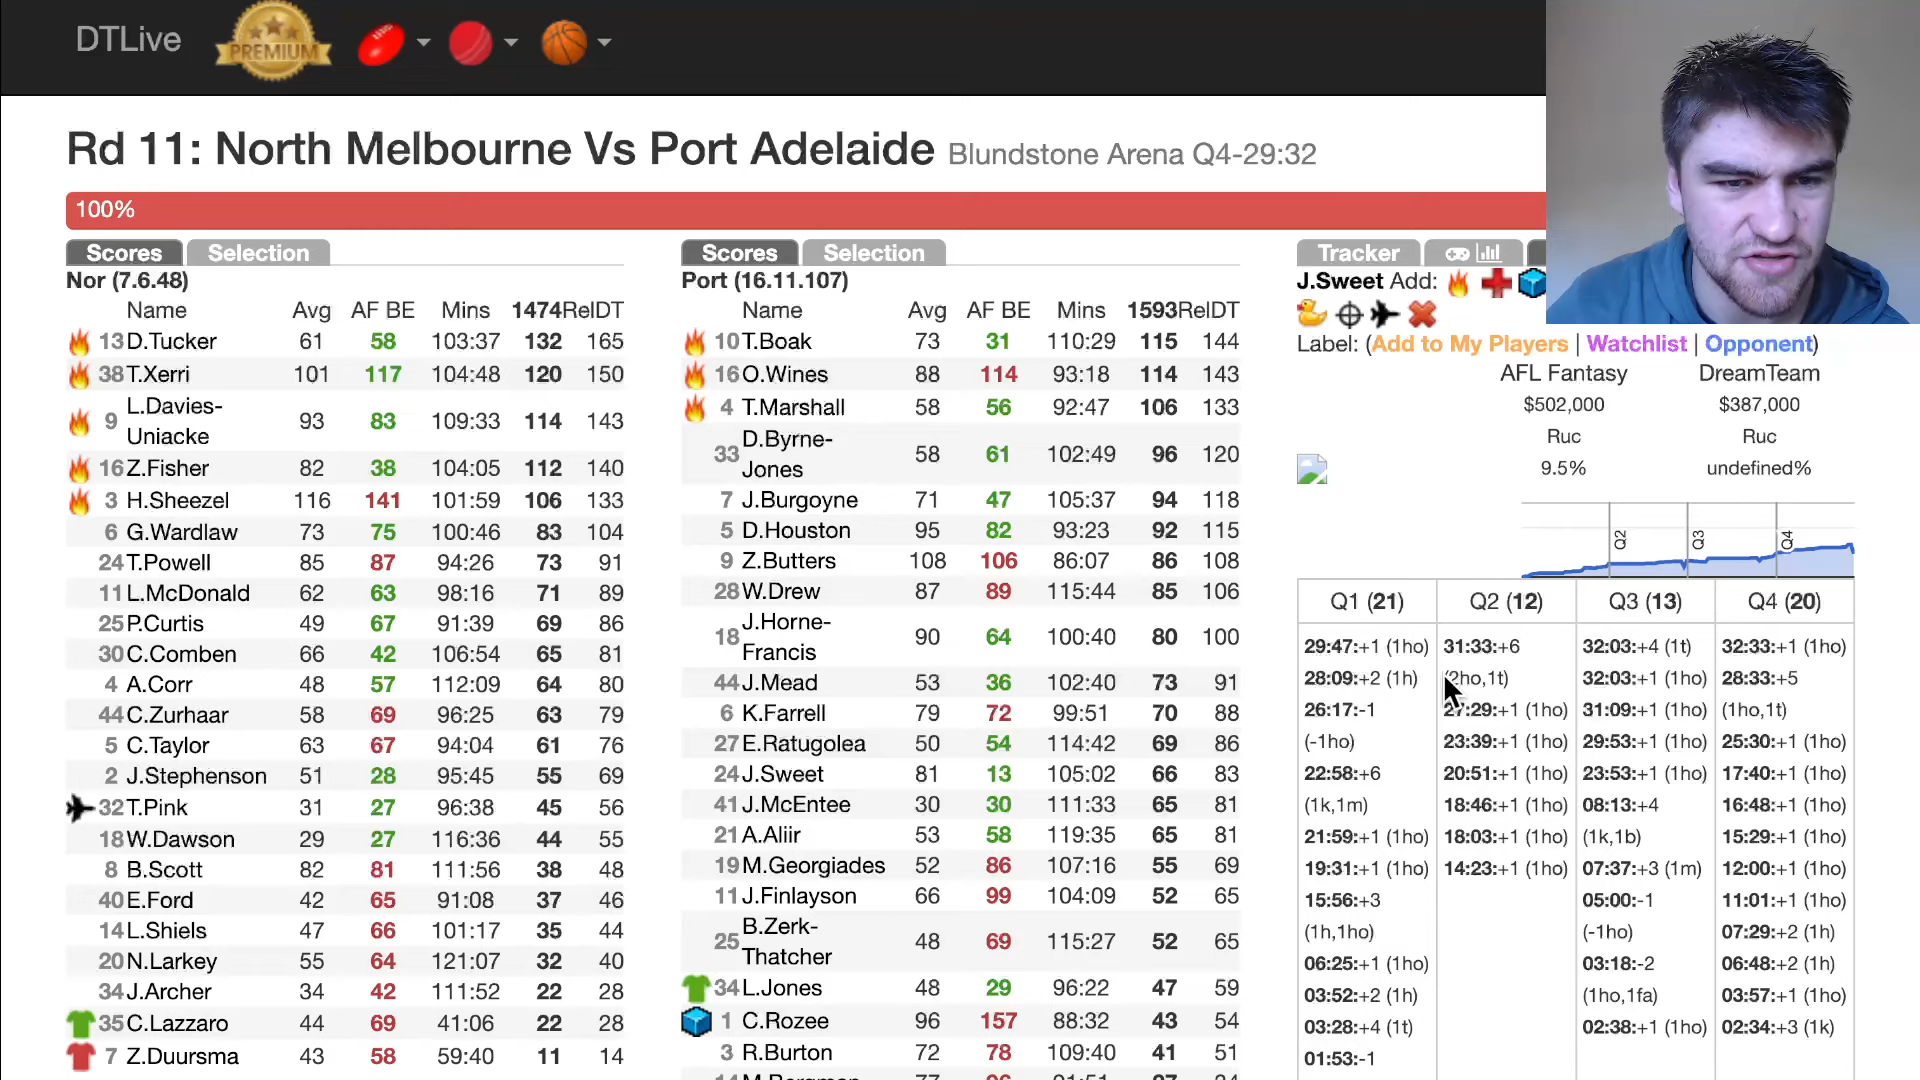 DTLive
PREMIUM
Rd 11: North Melbourne Vs Port Adelaide Blundstone Arena Q4-29:32
100%
Scores Selection
Nor (7.6.48)
Name Avg AF BE Mins 1474RelDT
13 D.Tucker 61 58 103:37 132 165
38 T.Xerri 101 117 104:48 120 150
9 L.Davies-Uniacke 93 83 109:33 114 143
16 Z.Fisher 82 38 104:05 112 140
3 H.Sheezel 116 141 101:59 106 133
6 G.Wardlaw 73 75 100:46 83 104
24 T.Powell 85 87 94:26 73 91
11 L.McDonald 62 63 98:16 71 89
25 P.Curtis 49 67 91:39 69 86
30 C.Comben 66 42 106:54 65 81
4 A.Corr 48 57 112:09 64 80
44 C.Zurhaar 58 69 96:25 63 79
5 C.Taylor 63 67 94:04 61 76
2 J.Stephenson 51 28 95:45 55 69
32 T.Pink 31 27 96:38 45 56
18 W.Dawson 29 27 116:36 44 55
8 B.Scott 82 81 111:56 38 48
40 E.Ford 42 65 91:08 37 46
14 L.Shiels 47 66 101:17 35 44
20 N.Larkey 55 64 121:07 32 40
34 J.Archer 34 42 111:52 22 28
35 C.Lazzaro 44 69 41:06 22 28
7 Z.Duursma 43 58 59:40 11 14
Scores Selection
Port (16.11.107)
Name Avg AF BE Mins 1593RelDT
10 T.Boak 73 31 110:29 115 144
16 O.Wines 88 114 93:18 114 143
4 T.Marshall 58 56 92:47 106 133
33 D.Byrne-Jones 58 61 102:49 96 120
7 J.Burgoyne 71 47 105:37 94 118
5 D.Houston 95 82 93:23 92 115
9 Z.Butters 108 106 86:07 86 108
28 W.Drew 87 89 115:44 85 106
18 J.Horne-Francis 90 64 100:40 80 100
44 J.Mead 53 36 102:40 73 91
6 K.Farrell 79 72 99:51 70 88
27 E.Ratugolea 50 54 114:42 69 86
24 J.Sweet 81 13 105:02 66 83
41 J.McEntee 30 30 111:33 65 81
21 A.Aliir 53 58 119:35 65 81
19 M.Georgiades 52 86 107:16 55 69
11 J.Finlayson 66 99 104:09 52 65
25 B.Zerk-Thatcher 48 69 115:27 52 65
34 L.Jones 48 29 96:22 47 59
1 C.Rozee 96 157 88:32 43 54
3 R.Burton 72 78 109:40 41 51
Tracker
J.Sweet Add:
Label: (Add to My Players | Watchlist | Opponent)
AFL Fantasy DreamTeam
$502,000 $387,000
Ruc Ruc
9.5% undefined%
Q2 Q3 Q4
Q1 (21) Q2 (12) Q3 (13) Q4 (20)
29:47:+1 (1ho)
28:09:+2 (1h)
26:17:-1
(-1ho)
22:58:+6
(1k,1m)
21:59:+1 (1ho)
19:31:+1 (1ho)
15:56:+3
(1h,1ho)
06:25:+1 (1ho)
03:52:+2 (1h)
03:28:+4 (1t)
01:53:-1
31:33:+6
2ho,1t)
27:29:+1 (1ho)
23:39:+1 (1ho)
20:51:+1 (1ho)
18:46:+1 (1ho)
18:03:+1 (1ho)
14:23:+1 (1ho)
32:03:+4 (1t)
32:03:+1 (1ho)
31:09:+1 (1ho)
29:53:+1 (1ho)
23:53:+1 (1ho)
08:13:+4
(1k,1b)
07:37:+3 (1m)
05:00:-1
(-1ho)
03:18:-2
(1ho,1fa)
02:38:+1 (1ho)
32:33:+1 (1ho)
28:33:+5
(1ho,1t)
25:30:+1 (1ho)
17:40:+1 (1ho)
16:48:+1 (1ho)
15:29:+1 (1ho)
12:00:+1 (1ho)
11:01:+1 (1ho)
07:29:+2 (1h)
06:48:+2 (1h)
03:57:+1 (1ho)
02:34:+3 (1k)